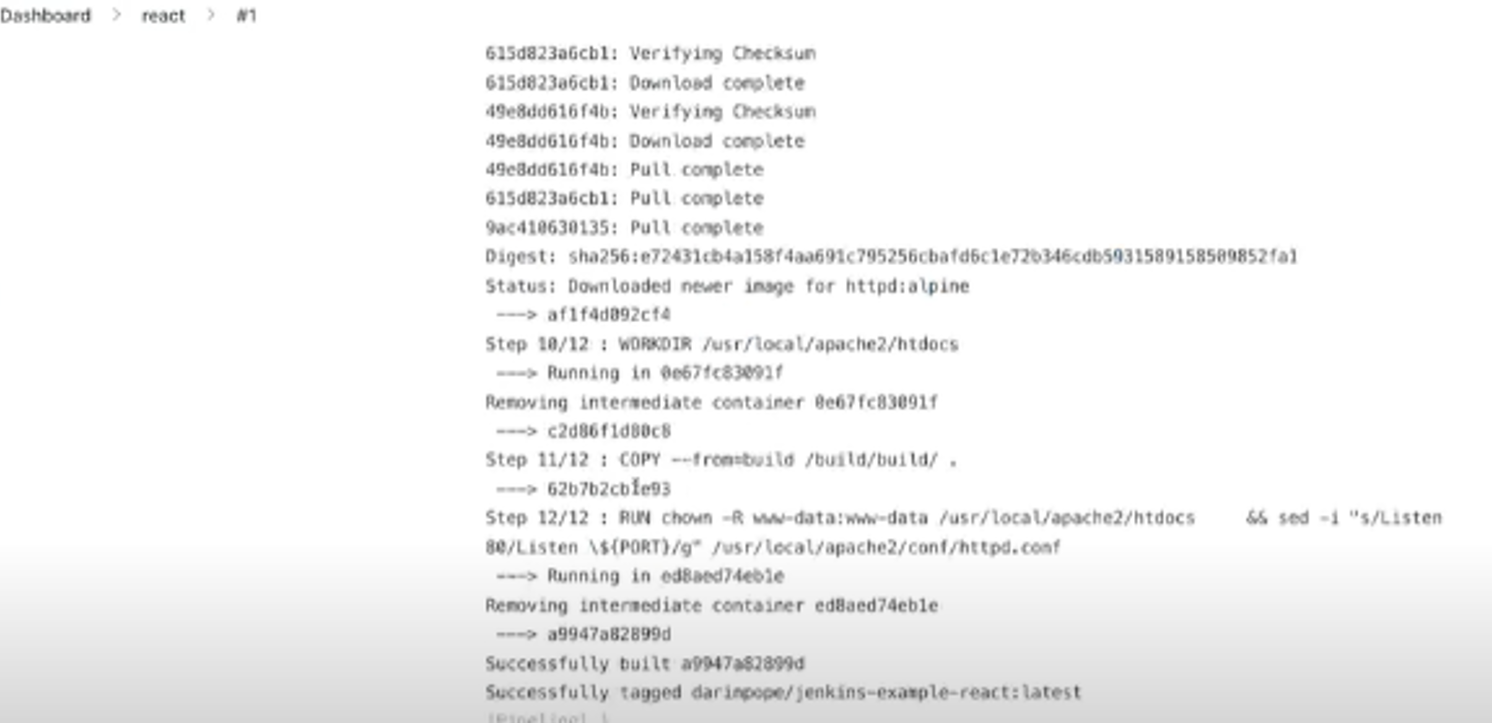 Dashboard > react > #1
615d823a6cb1: Verifying Checksum
615d823a6cb1: Download complete
49e8dd616f4b: Verifying Checksum
49e8dd616f4b: Download complete
49e8dd616f4b: Pull complete
615d823a6cb1: Pull complete
9ac410630135: Pull complete
Digest: sha256:e72431cb4a158f4aa691c795256cbafd6c1e72b346cdb5931589158509852fa1
Status: Downloaded newer image for httpd:alpine
---> af1f4d092cf4
Step 10/12 : WORKDIR /usr/local/apache2/htdocs
---> Running in 0e67fc83091f
Removing intermediate container 0e67fc83091f
---> c2d86f1d80c8
Step 11/12 : COPY --from=build /build/build/ .
---> 62b7b2cb1e93
Step 12/12 : RUN chown -R www-data:www-data /usr/local/apache2/htdocs     && sed -i "s/Listen
80/Listen \${PORT}/g" /usr/local/apache2/conf/httpd.conf
---> Running in ed8aed74eb1e
Removing intermediate container ed8aed74eb1e
---> a9947a82899d
Successfully built a9947a82899d
Successfully tagged darinpope/jenkins-example-react:latest
[Pipeline] }